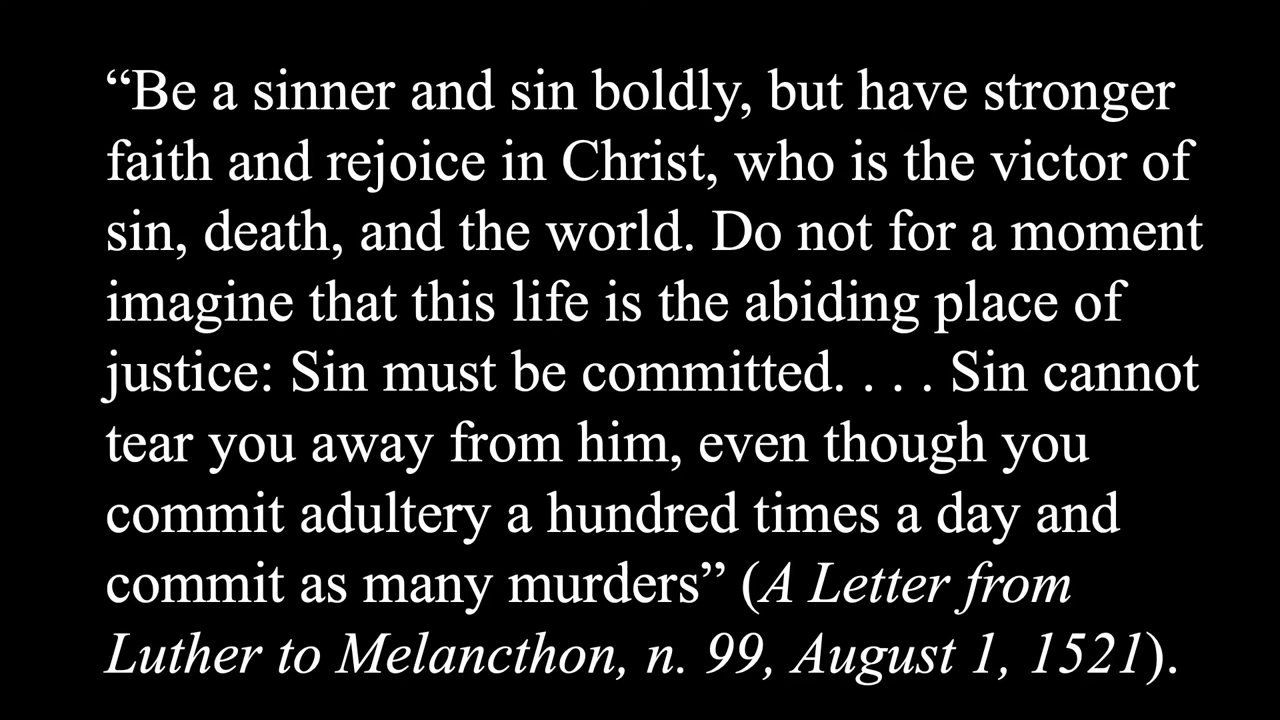 “Be a sinner and sin boldly, but have stronger
faith and rejoice in Christ, who is the victor of
sin, death, and the world. Do not for a moment
imagine that this life is the abiding place of
justice: Sin must be committed. . . . Sin cannot
tear you away from him, even though you
commit adultery a hundred times a day and
commit as many murders” (A Letter from
Luther to Melancthon, n. 99, August 1, 1521).